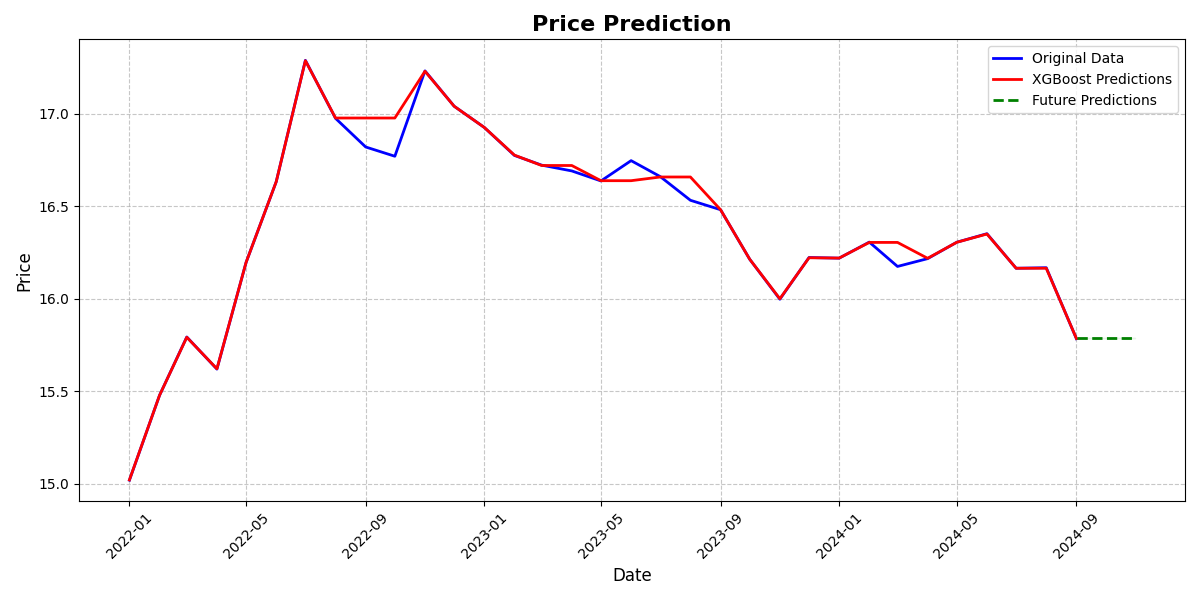 Price Prediction
Original Data
XGBoost Predictions
Future Predictions
Price
17.0
16.5
16.0
15.5
15.0
2022-01
2022-05
2022-09
2023-01
2023-05
2023-09
2024-01
2024-05
2024-09
Date